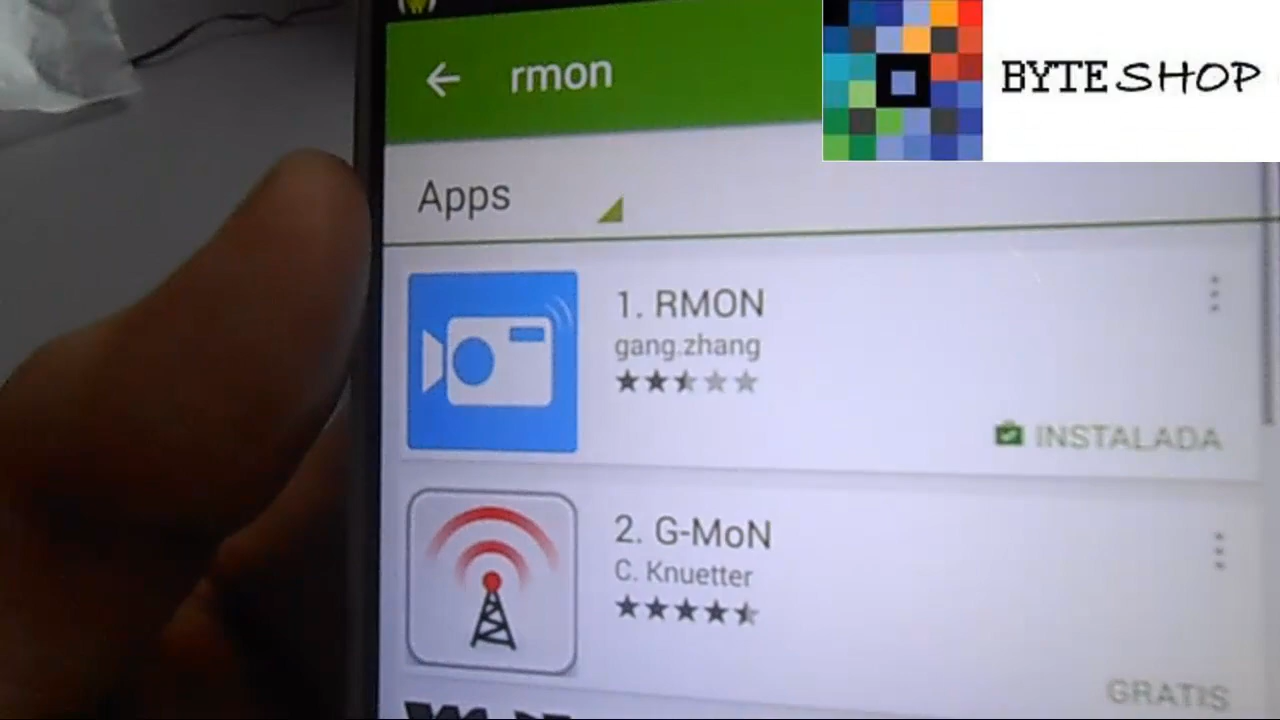 rmon
BYTE SHOP
Apps
1. RMON
gang.zhang
INSTALADA
2. G-MoN
C. Knuetter
GRATIS